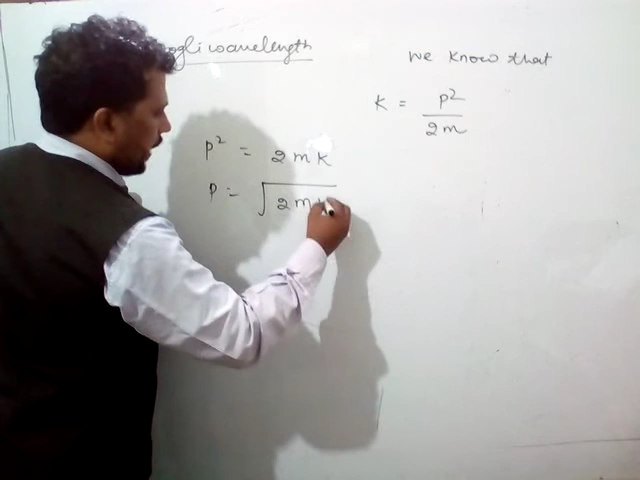 wavelength
We know that
K = p²/2m
p² = 2mK
p = √2m